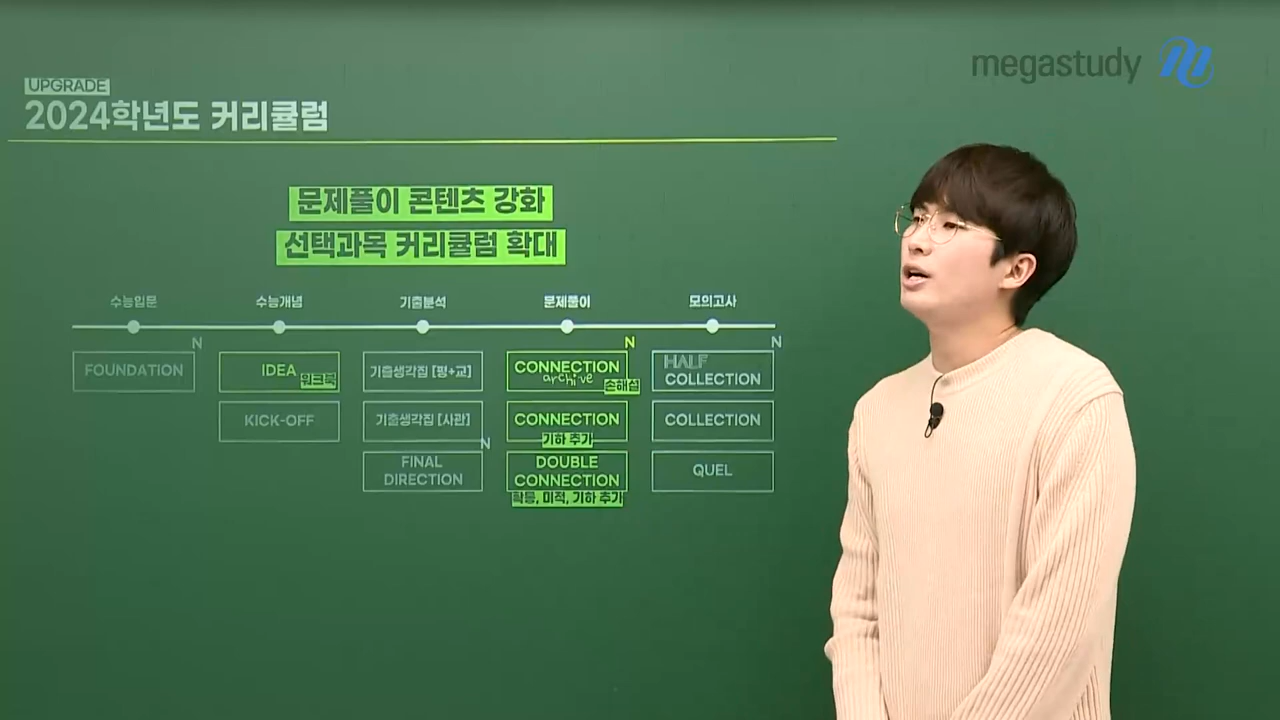 megastudy
UPGRADE
2024학년도 커리큘럼
문제풀이 콘텐츠 강화
선택과목 커리큘럼 확대
수능입문 수능개념 기출분석 문제풀이 모의고사
N N N
FOUNDATION IDEA 기출생각집 [평+교] CONNECTION HALF
워크북 archive 손해설 COLLECTION
KICK-OFF 기출생각집 [사관] CONNECTION COLLECTION
기하 추가
N
FINAL DOUBLE QUEL
DIRECTION CONNECTION
확통, 미적, 기하 추가